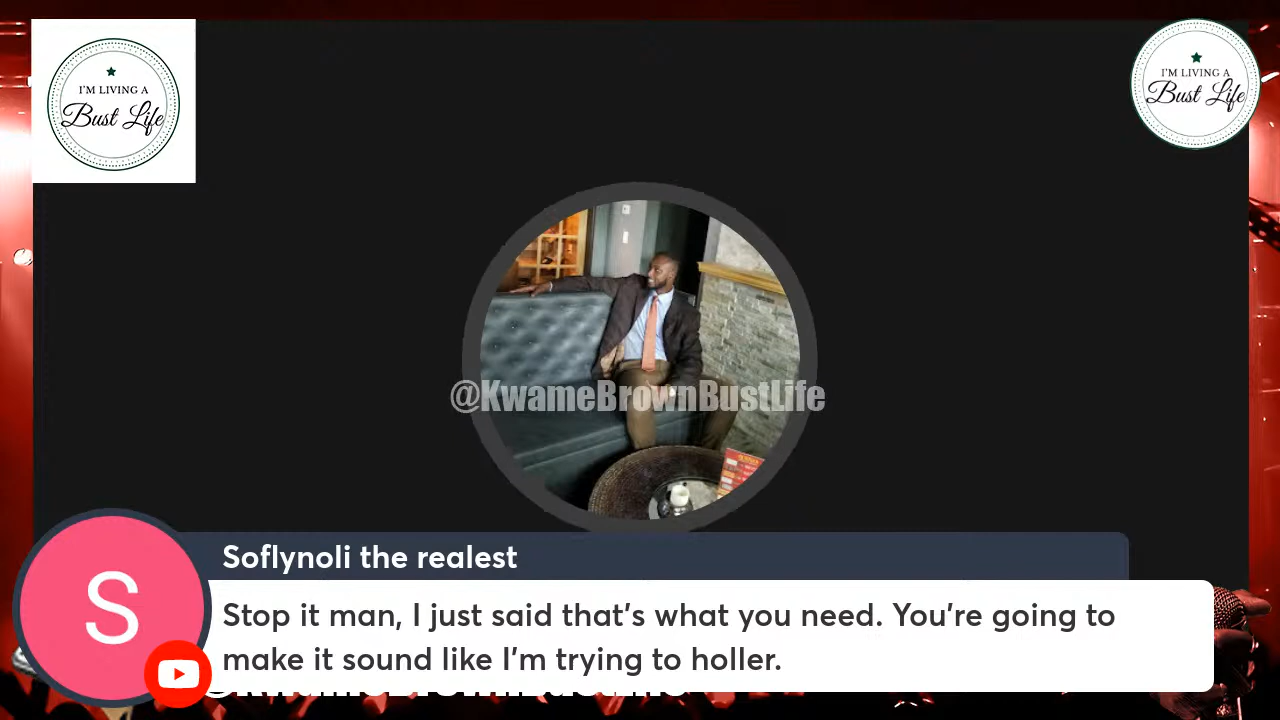 I'M LIVING A
Bust Life
I'M LIVING A
Bust Life
@KwameBrownBustLife
Soflynoli the realest
S
Stop it man, I just said that's what you need. You're going to
make it sound like I'm trying to holler.